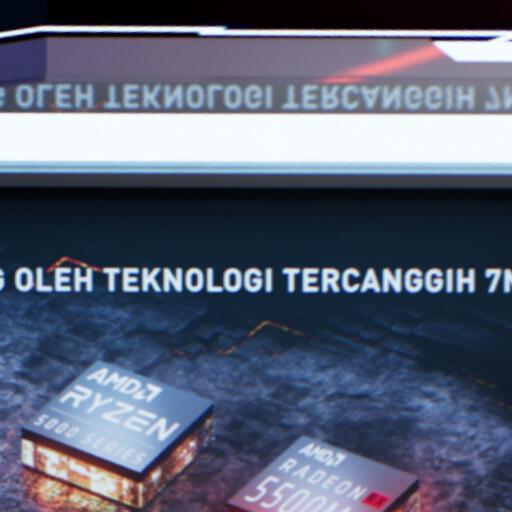 G OLEH TEKNOLOGI TERCANGGIH 7N
G OLEH TEKNOLOGI TERCANGGIH 7N
AMD
RYZEN
5000 SERIES
AMD
RADEON
5500M